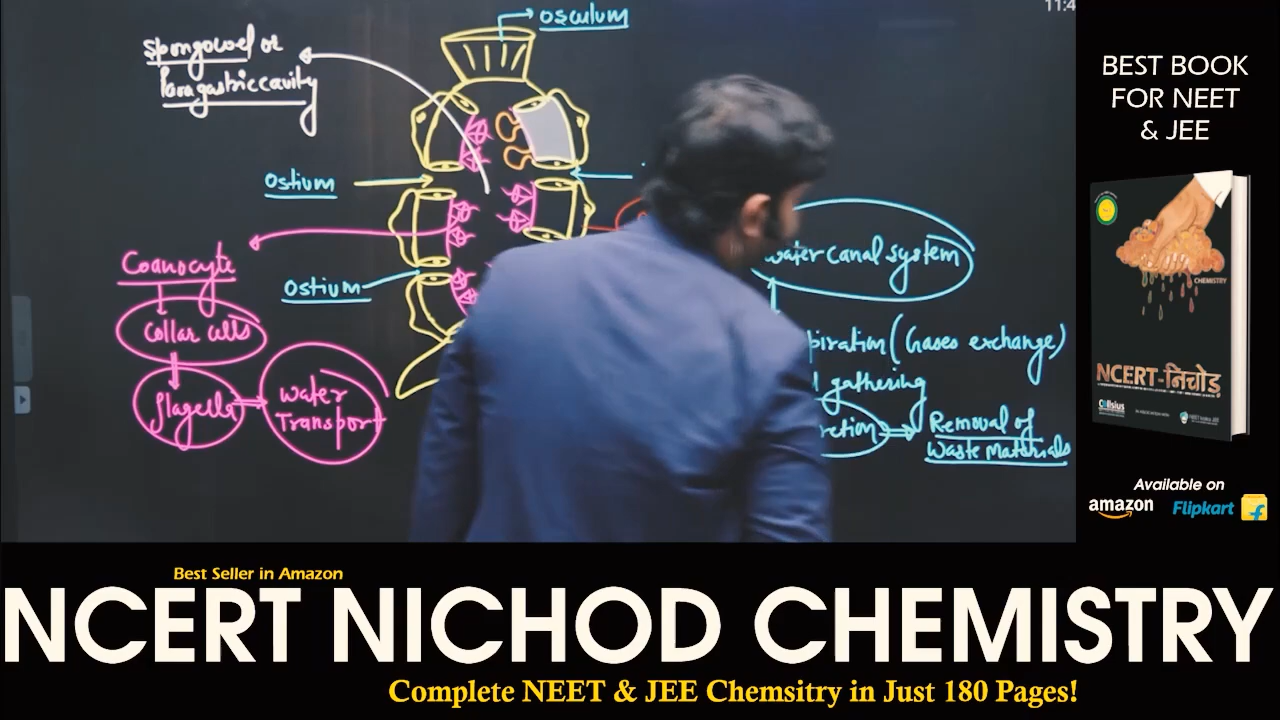 11:4
osculum
Spongocoel or
Paragastric cavity
Ostium
Coanocyte
Ostium
Collar cells
flagella
water
Transport
water canal system
piration (Gases exchange)
gathering
retion
Removal of
Waste Materials
BEST BOOK
FOR NEET
& JEE
CHEMISTRY
NCERT-निचोड़
Available on
amazon
Flipkart
Best Seller in Amazon
NCERT NICHOD CHEMISTRY
Complete NEET & JEE Chemsitry in Just 180 Pages!